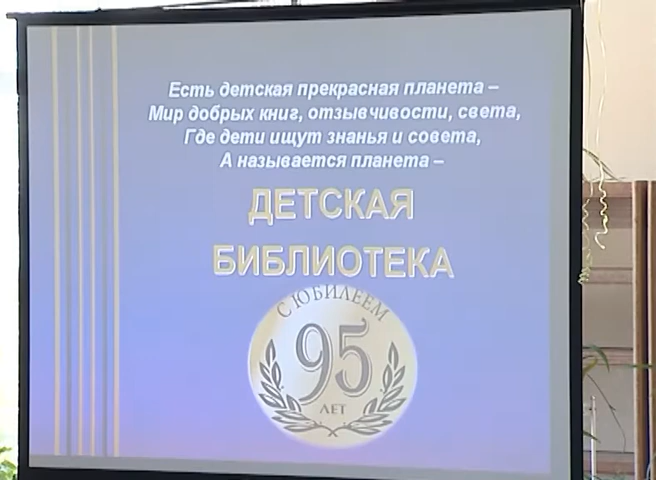 Есть детская прекрасная планета –
Мир добрых книг, отзывчивости, света,
Где дети ищут знанья и совета,
А называется планета –
ДЕТСКАЯ
БИБЛИОТЕКА
С ЮБИЛЕЕМ
95
ЛЕТ